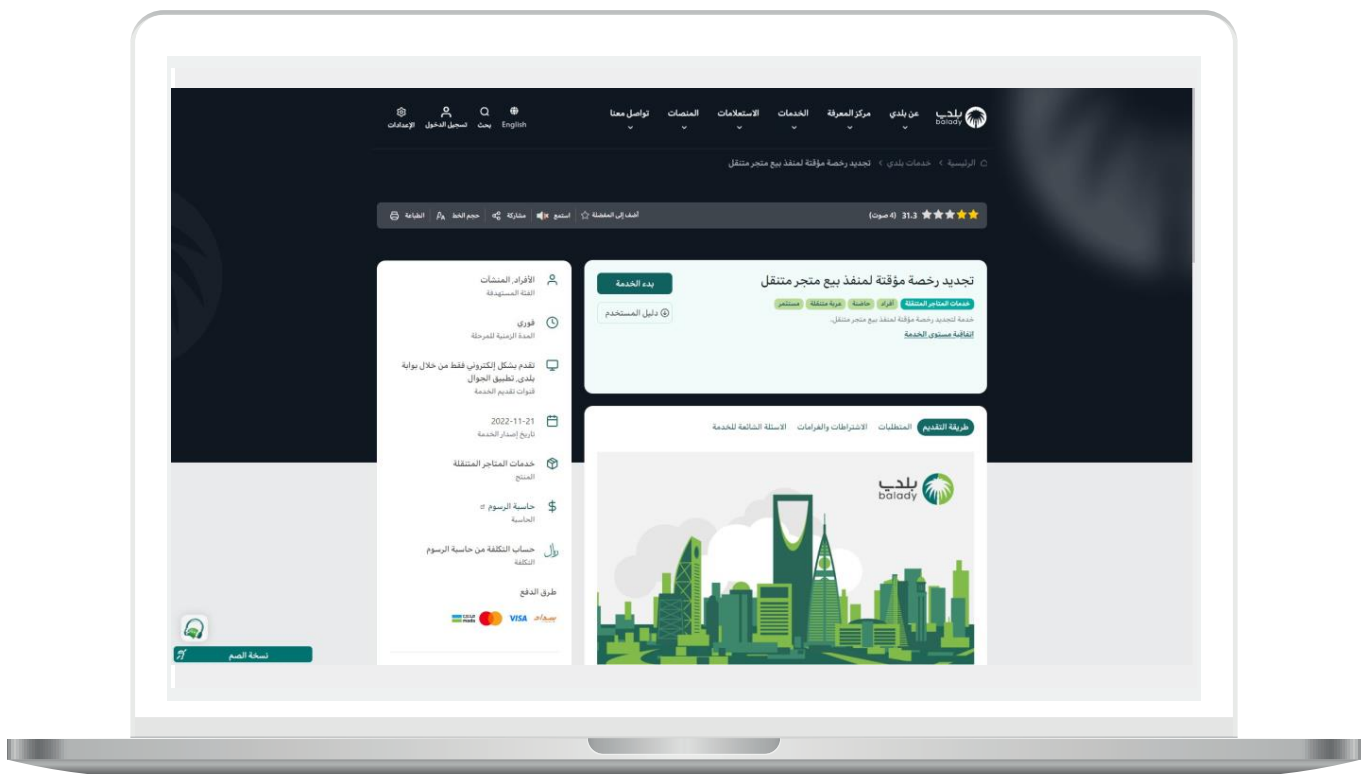 بلدي
balady
عن بلدي
مركز المعرفة
الخدمات
الاستعلامات
المنصات
تواصل معنا
English
بحث
تسجيل الدخول
الإعدادات
الرئيسية > خدمات بلدي > تجديد رخصة مؤقتة لمنفذ بيع متجر متنقل
31.3 (4 صوت)
أضف إلى المفضلة
استمع
مشاركة
حجم الخط
الطباعة
تجديد رخصة مؤقتة لمنفذ بيع متجر متنقل
خدمات المتاجر المتنقلة
افراد
حاضنة
عربة متنقلة
مستثمر
خدمة لتجديد رخصة مؤقتة لمنفذ بيع متجر متنقل.
اتفاقية مستوى الخدمة
بدء الخدمة
دليل المستخدم
طريقة التقديم
المتطلبات
الاشتراطات والغرامات
الاسئلة الشائعة للخدمة
بلدي
balady
الأفراد, المنشآت
الفئة المستهدفة
فوري
المدة الزمنية للمرحلة
تقدم بشكل إلكتروني فقط من خلال بوابة
بلدي, تطبيق الجوال
قنوات تقديم الخدمة
2022-11-21
تاريخ إصدار الخدمة
خدمات المتاجر المتنقلة
المنتج
حاسبة الرسوم
الحاسبة
حساب التكلفة من حاسبة الرسوم
التكلفة
طرق الدفع
سداد
VISA
mada
نسخة الصم